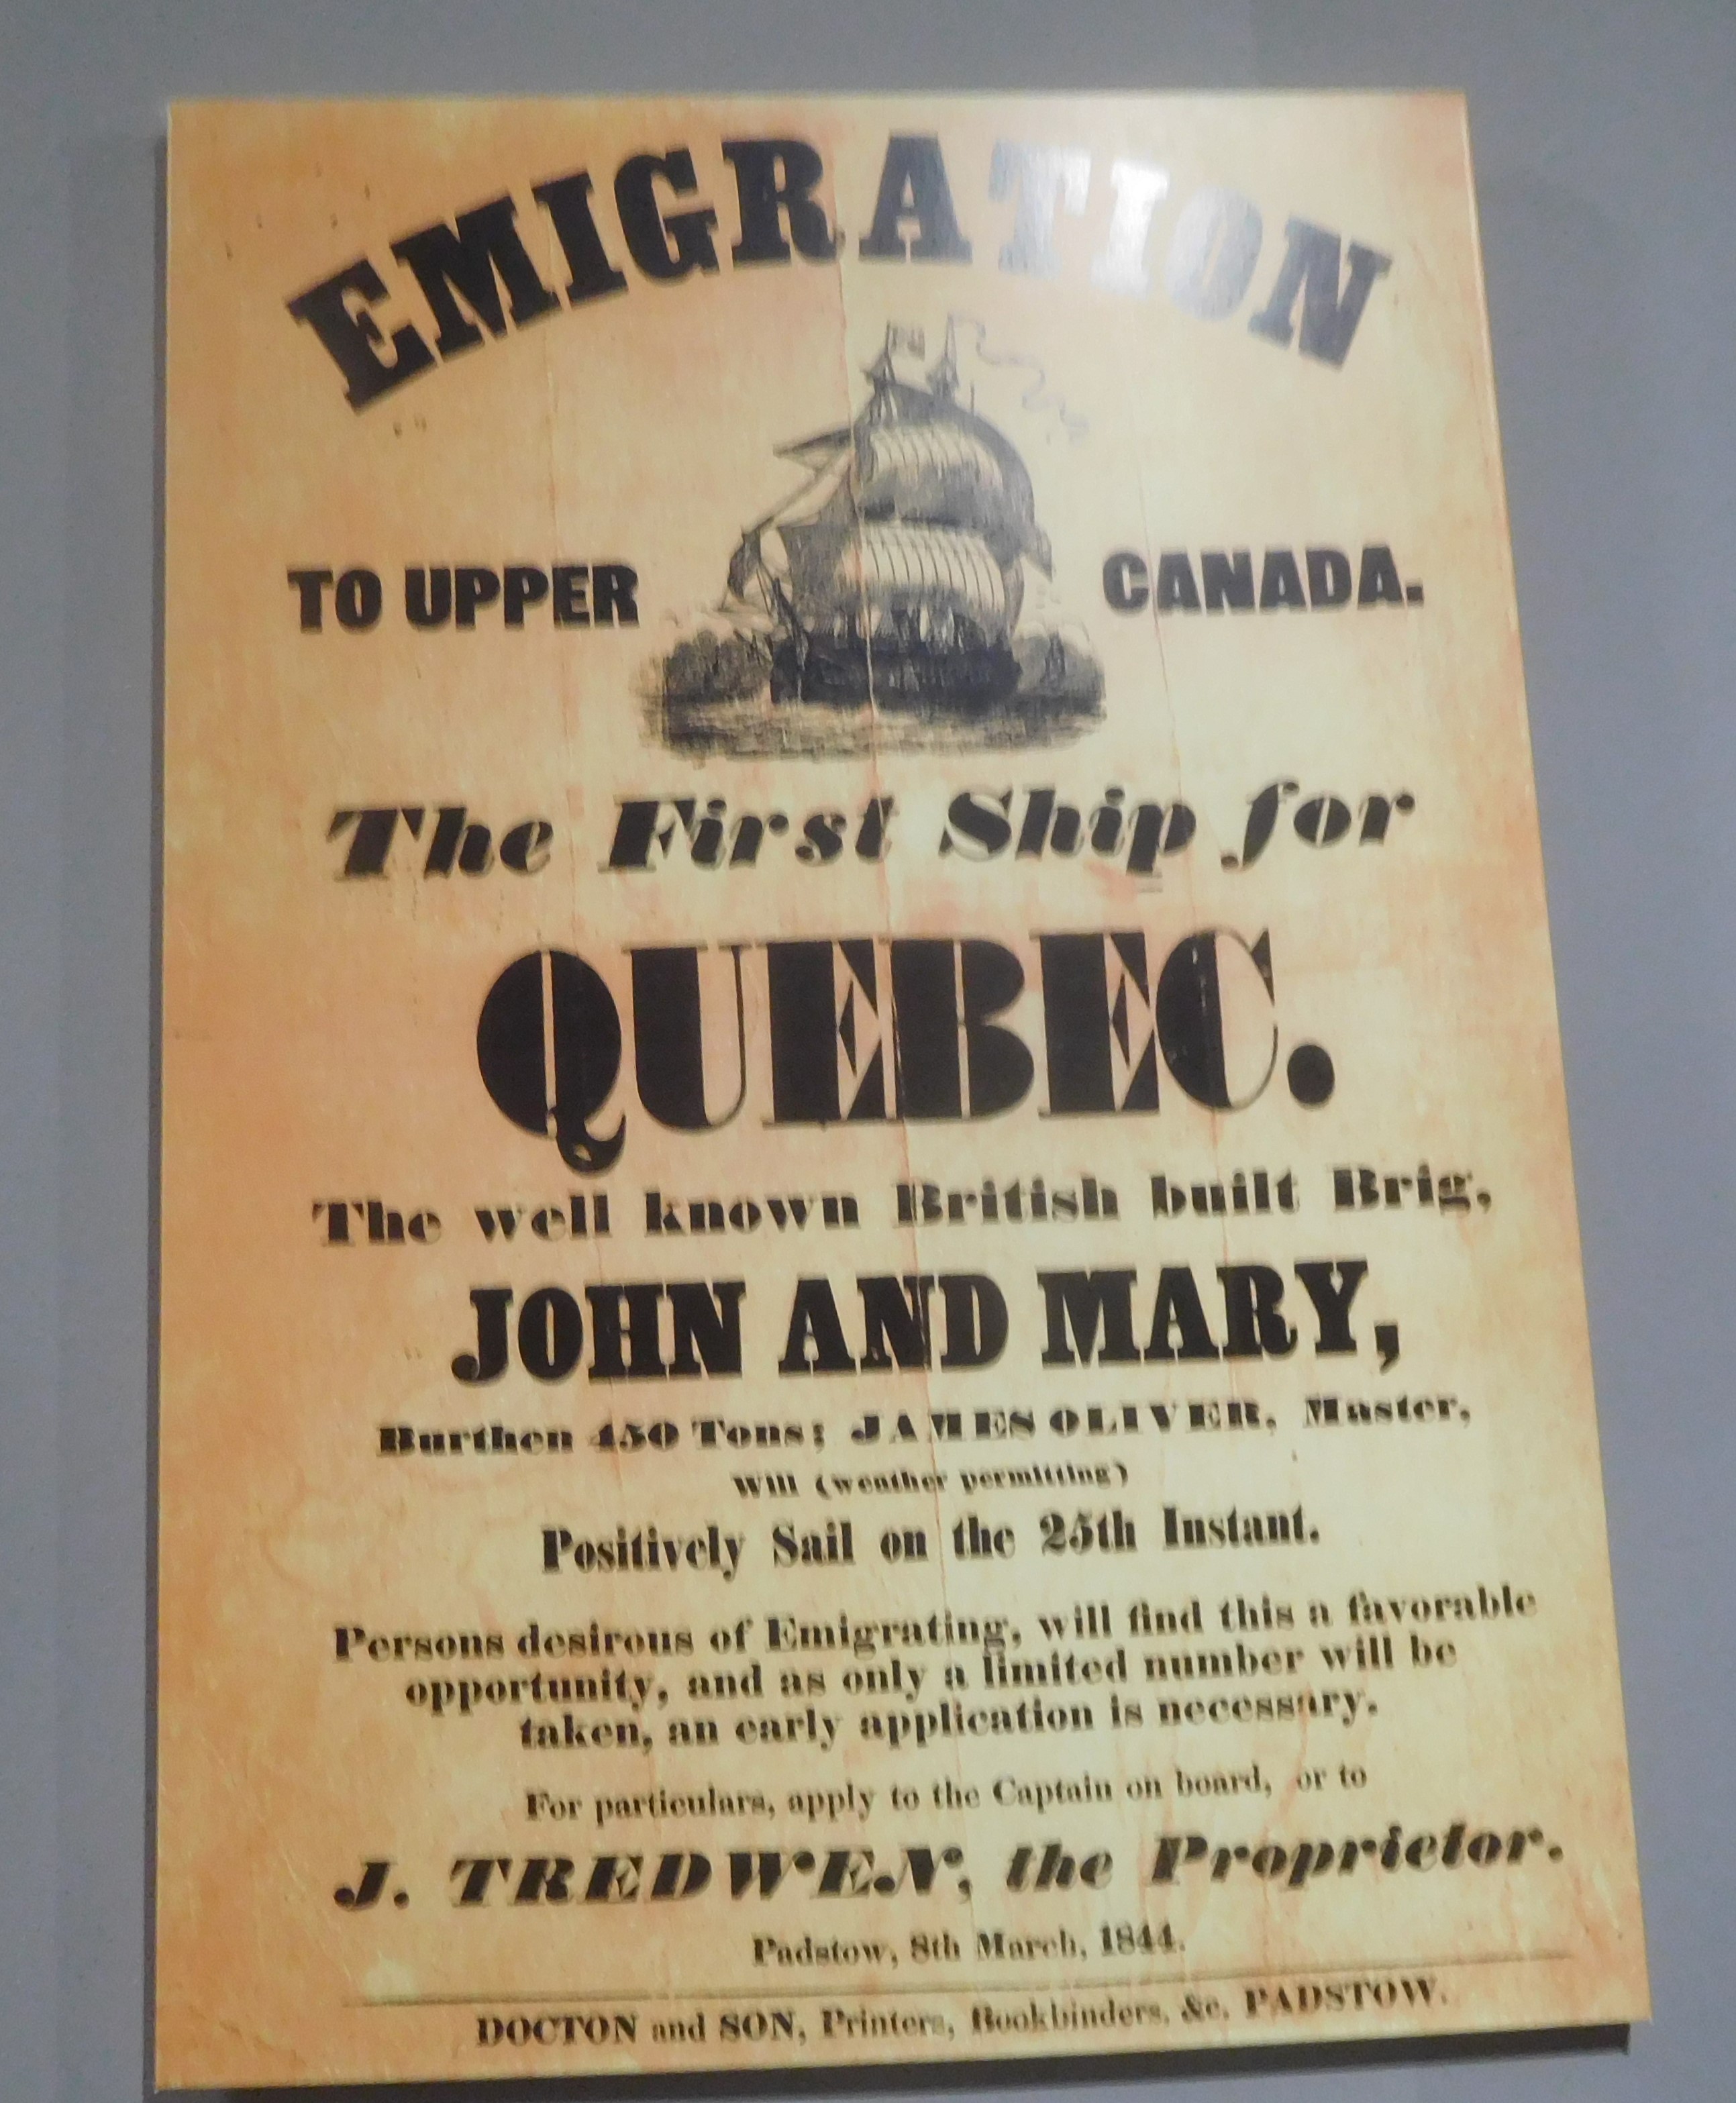 EMIGRATION
TO UPPER CANADA.
The First Ship for
QUEBEC.
The well known British built Brig,
JOHN AND MARY,
Burthen 450 Tons; JAMES OLIVER, Master,
Will (weather permitting)
Positively Sail on the 25th Instant.
Persons desirous of Emigrating, will find this a favorable
opportunity, and as only a limited number will be
taken, an early application is necessary.
For particulars, apply to the Captain on board, or to
J. TREDWEN, the Proprietor.
Padstow, 8th March, 1844.
DOCTON and SON, Printers, Bookbinders, &c. PADSTOW.